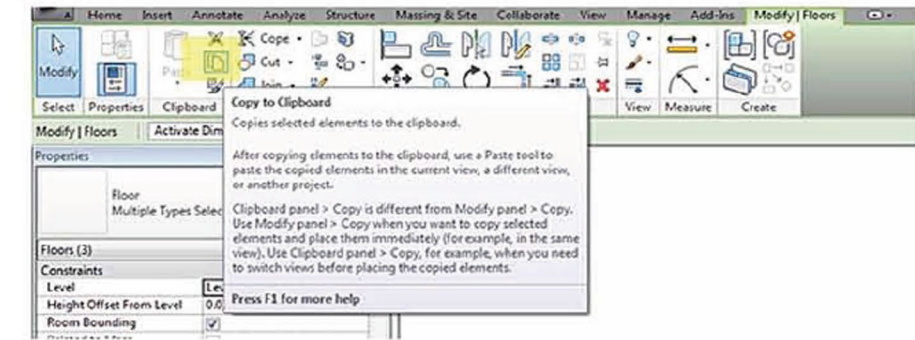 Home Insert Annotate Analyze Structure Massing & Site Collaborate View Manage Add-Ins Modify | Floors
Modify Paste Cope
Cut
Join
Select Properties Clipboard View Measure Create
Copy to Clipboard
Modify | Floors Activate Dim
Copies selected elements to the clipboard.
Properties
After copying elements to the clipboard, use a Paste tool to
paste the copied elements in the current view, a different view,
or another project.
Floor
Multiple Types Selec
Clipboard panel > Copy is different from Modify panel > Copy.
Use Modify panel > Copy when you want to copy selected
elements and place them immediately (for example, in the same
view). Use Clipboard panel > Copy, for example, when you need
to switch views before placing the copied elements.
Floors (3)
Constraints
Level Lev
Height Offset From Level 0.0
Press F1 for more help
Room Bounding